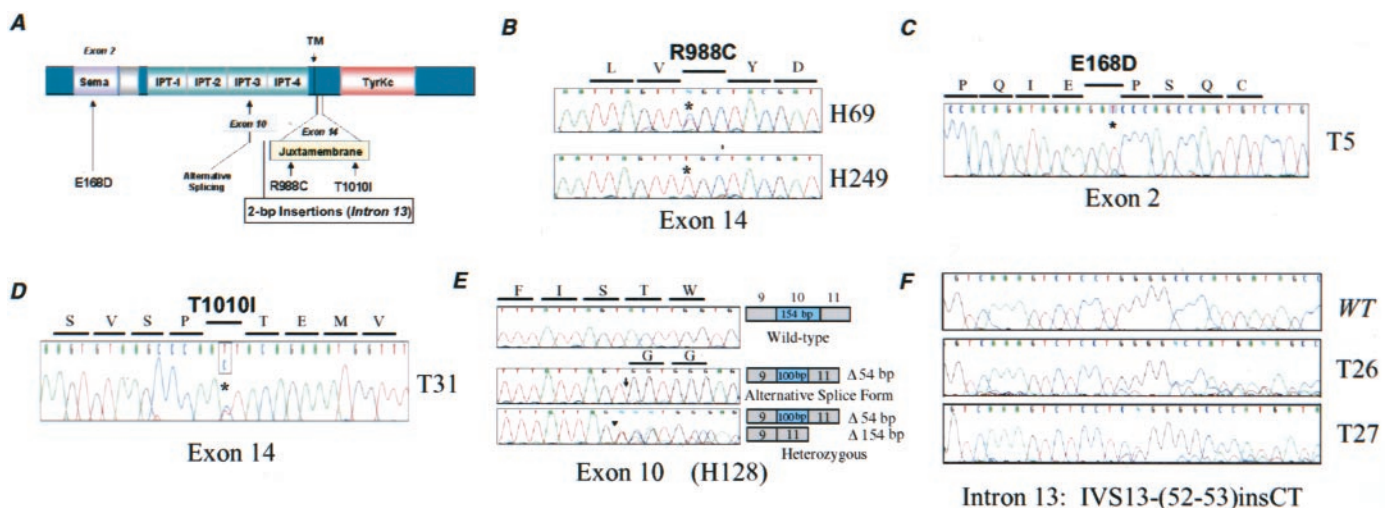 A
Exon 2
TM
Sema
IPT-1
IPT-2
IPT-3
IPT-4
TyrKc
Exon 10
Exon 14
Juxtamembrane
Alternative
Splicing
E168D
R988C
T1010I
2-bp Insertions (Intron 13)
B
R988C
L V Y D
*
H69
*
H249
Exon 14
C
E168D
P Q I E P S Q C
*
T5
Exon 2
D
T1010I
S V S P T E M V
C
*
T31
Exon 14
E
F I S T W
9 10 11
154 bp
Wild-type
G G
9 100bp 11 Δ 54 bp
Alternative Splice Form
9 100bp 11 Δ 54 bp
9 11 Δ 154 bp
Heterozygous
Exon 10 (H128)
F
WT
T26
T27
Intron 13: IVS13-(52-53)insCT